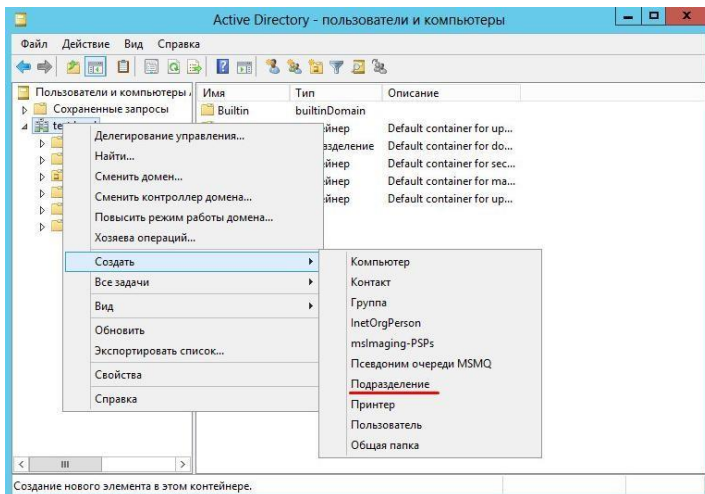 Active Directory - пользователи и компьютеры
Файл Действие Вид Справка
Пользователи и компьютеры
Сохраненные запросы
Имя Тип Описание
Builtin builtinDomain
Default container for up...
Default container for do...
Default container for sec...
Default container for ma...
Default container for up...
Делегирование управления...
Найти...
Сменить домен...
Сменить контроллер домена...
Повысить режим работы домена...
Хозяева операций...
Создать
Все задачи
Вид
Обновить
Экспортировать список...
Свойства
Справка
Компьютер
Контакт
Группа
InetOrgPerson
msImaging-PSPs
Псевдоним очереди MSMQ
Подразделение
Принтер
Пользователь
Общая папка
Создание нового элемента в этом контейнере.